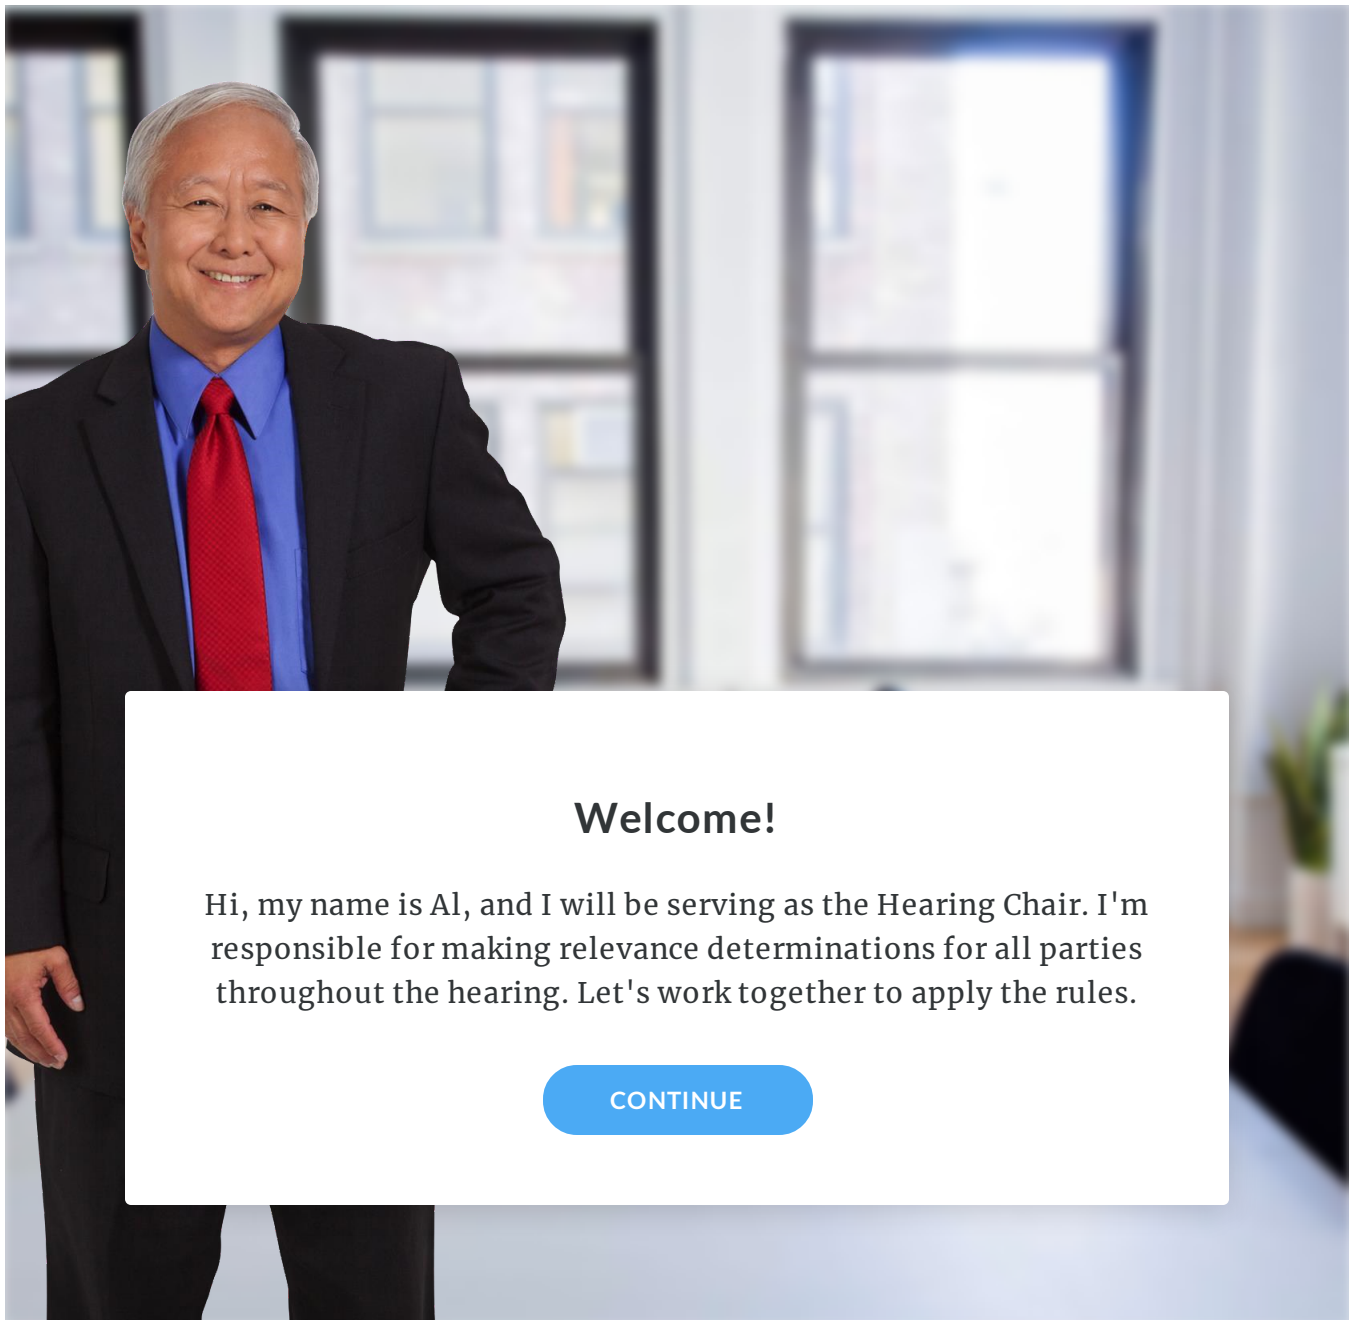 Welcome!
Hi, my name is Al, and I will be serving as the Hearing Chair. I'm
responsible for making relevance determinations for all parties
throughout the hearing. Let's work together to apply the rules.
CONTINUE